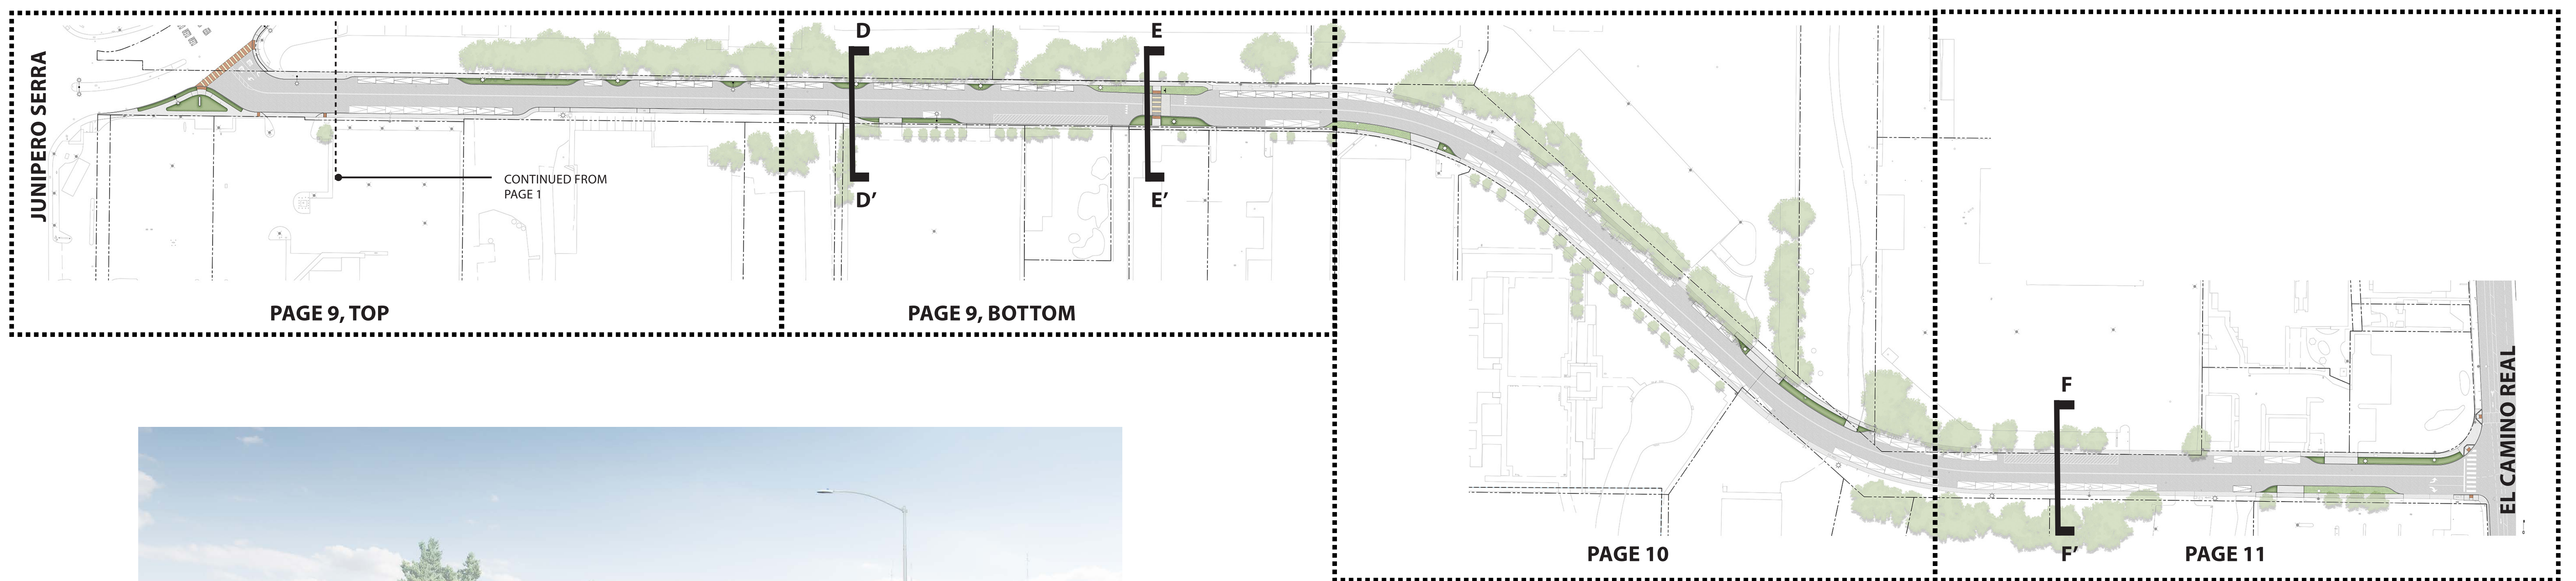 JUNIPERO SERRA
CONTINUED FROM
PAGE 1
PAGE 9, TOP
D
D'
E
E'
PAGE 9, BOTTOM
PAGE 10
F
F'
EL CAMINO REAL
PAGE 11